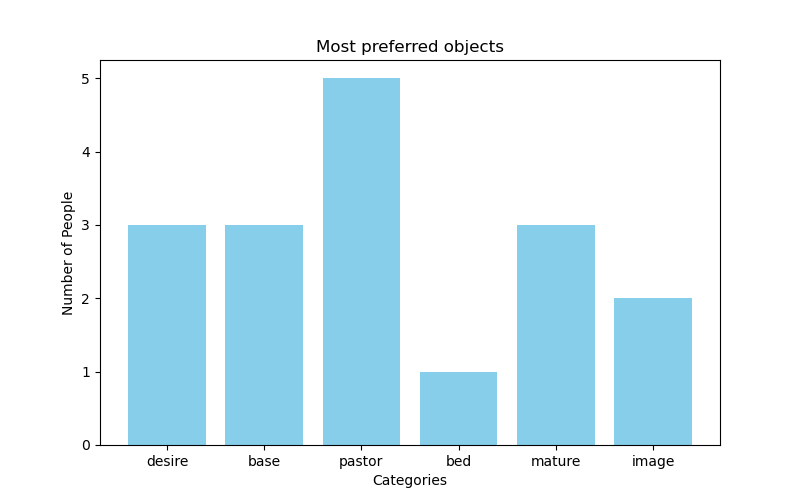 Most preferred objects
Number of People
5
4
3
2
1
0
desire base pastor bed mature image
Categories